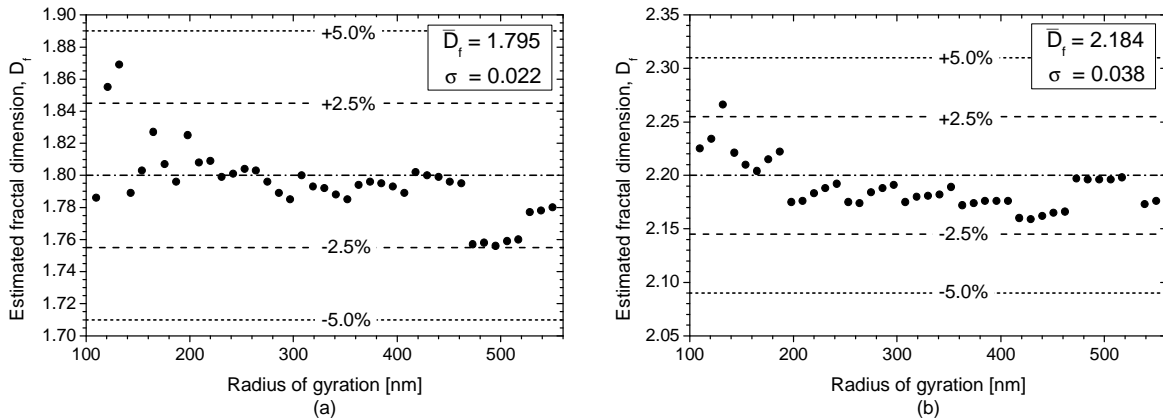 1.90
1.88
1.86
1.84
1.82
1.80
1.78
1.76
1.74
1.72
1.70
Estimated fractal dimension, D_f
+5.0%
+2.5%
-2.5%
-5.0%
D̅_f = 1.795
σ = 0.022
100 200 300 400 500
Radius of gyration [nm]
(a)
2.35
2.30
2.25
2.20
2.15
2.10
2.05
Estimated fractal dimension, D_f
+5.0%
+2.5%
-2.5%
-5.0%
D̅_f = 2.184
σ = 0.038
100 200 300 400 500
Radius of gyration [nm]
(b)